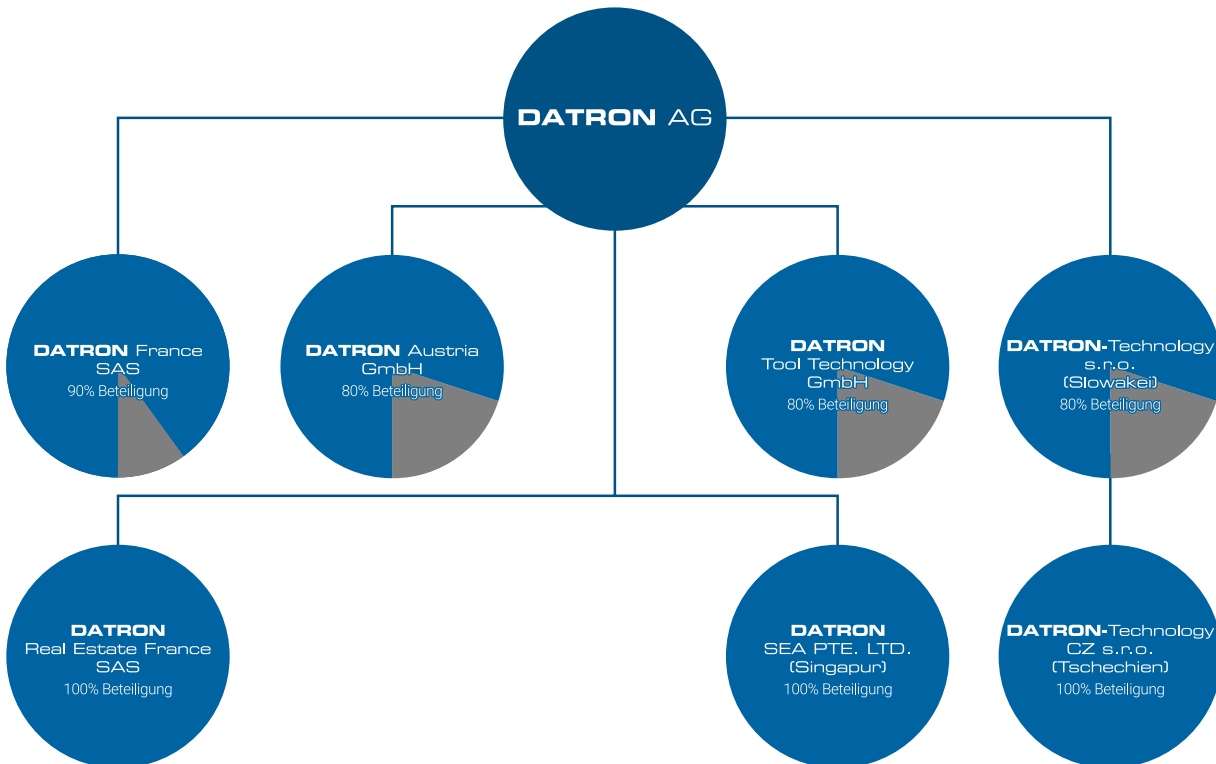 DATRON AG
DATRON France
SAS
90% Beteiligung
DATRON Austria
GmbH
80% Beteiligung
DATRON
Tool Technology
GmbH
80% Beteiligung
DATRON-Technology
s.r.o.
(Slowakei)
80% Beteiligung
DATRON
Real Estate France
SAS
100% Beteiligung
DATRON
SEA PTE. LTD.
(Singapur)
100% Beteiligung
DATRON-Technology
CZ s.r.o.
(Tschechien)
100% Beteiligung